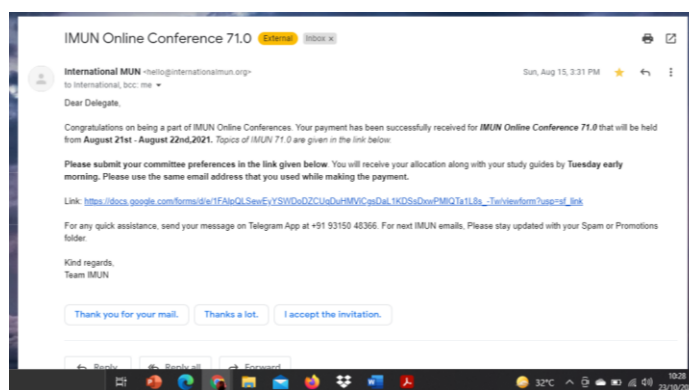 IMUN Online Conference 71.0 External Inbox x
International MUN <hello@internationalmun.org> Sun, Aug 15, 3:31 PM
to International, bcc: me
Dear Delegate,
Congratulations on being a part of IMUN Online Conferences. Your payment has been successfully received for IMUN Online Conference 71.0 that will be held
from August 21st - August 22nd,2021. Topics of IMUN 71.0 are given in the link below.
Please submit your committee preferences in the link given below. You will receive your allocation along with your study guides by Tuesday early
morning. Please use the same email address that you used while making the payment.
Link:
For any quick assistance, send your message on Telegram App at +91 93150 48366. For next IMUN emails, Please stay updated with your Spam or Promotions
folder.
Kind regards,
Team IMUN
Thank you for your mail. Thanks a lot. I accept the invitation.
Reply Reply all Forward
32°C 10:28